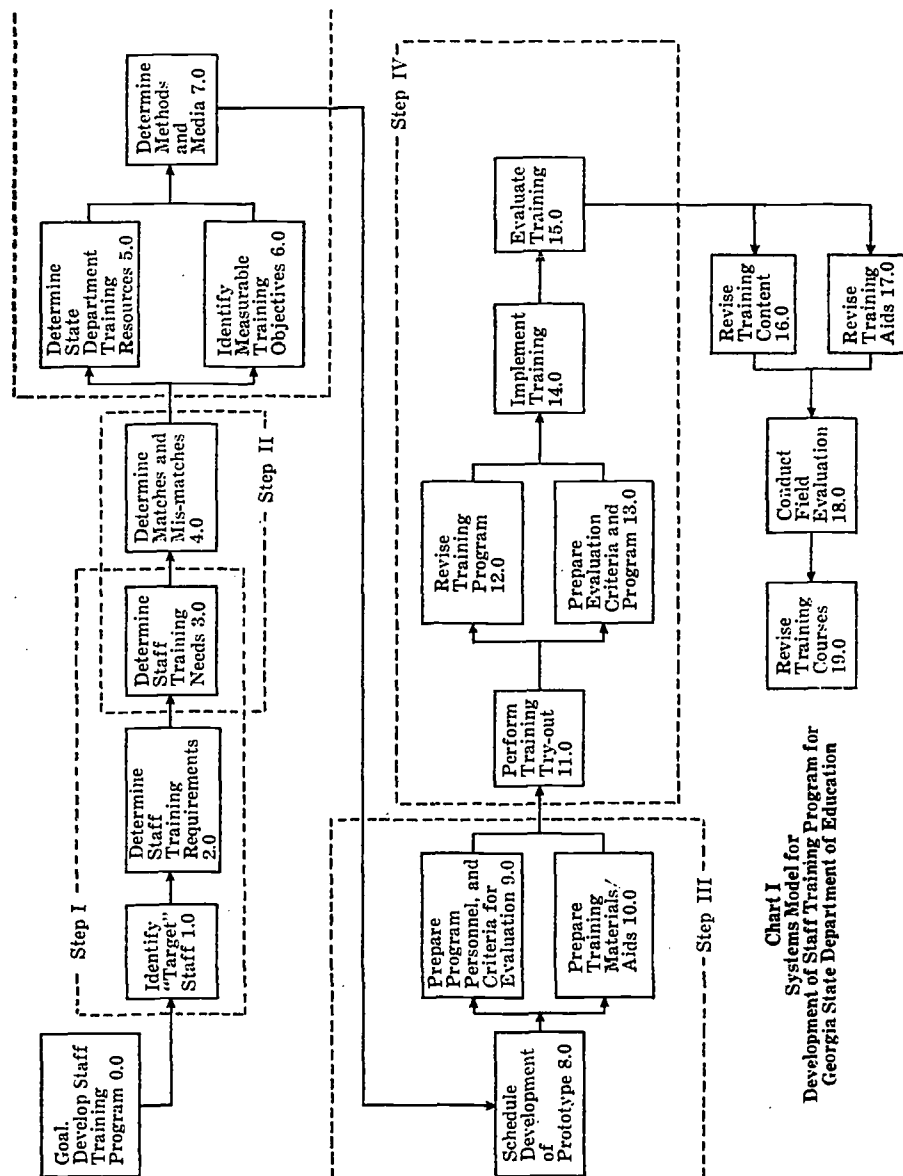 Goal.
Develop Staff
Training
Program 0.0
Step I
Identify
"Target"
Staff 1.0
Determine
Staff
Training
Requirements
2.0
Determine
Staff
Training
Needs 3.0
Determine
Matches and
Mis-matches
4.0
Step II
Determine
State
Department
Training
Resources 5.0
Identify
Measurable
Training
Objectives 6.0
Determine
Methods
and
Media 7.0
Schedule
Development
of
Prototype 8.0
Prepare
Program
Personnel, and
Criteria for
Evaluation 9.0
Prepare
Training
Materials/
Aids 10.0
Step III
Perform
Training
Try-out
11.0
Revise
Training
Program
12.0
Prepare
Evaluation
Criteria and
Program 13.0
Implement
Training
14.0
Evaluate
Training
15.0
Step IV
Revise
Training
Content
16.0
Revise
Training
Aids 17.0
Conduct
Field
Evaluation
18.0
Revise
Training
Courses
19.0
Chart I
Systems Model for
Development of Staff Training Program for
Georgia State Department of Education